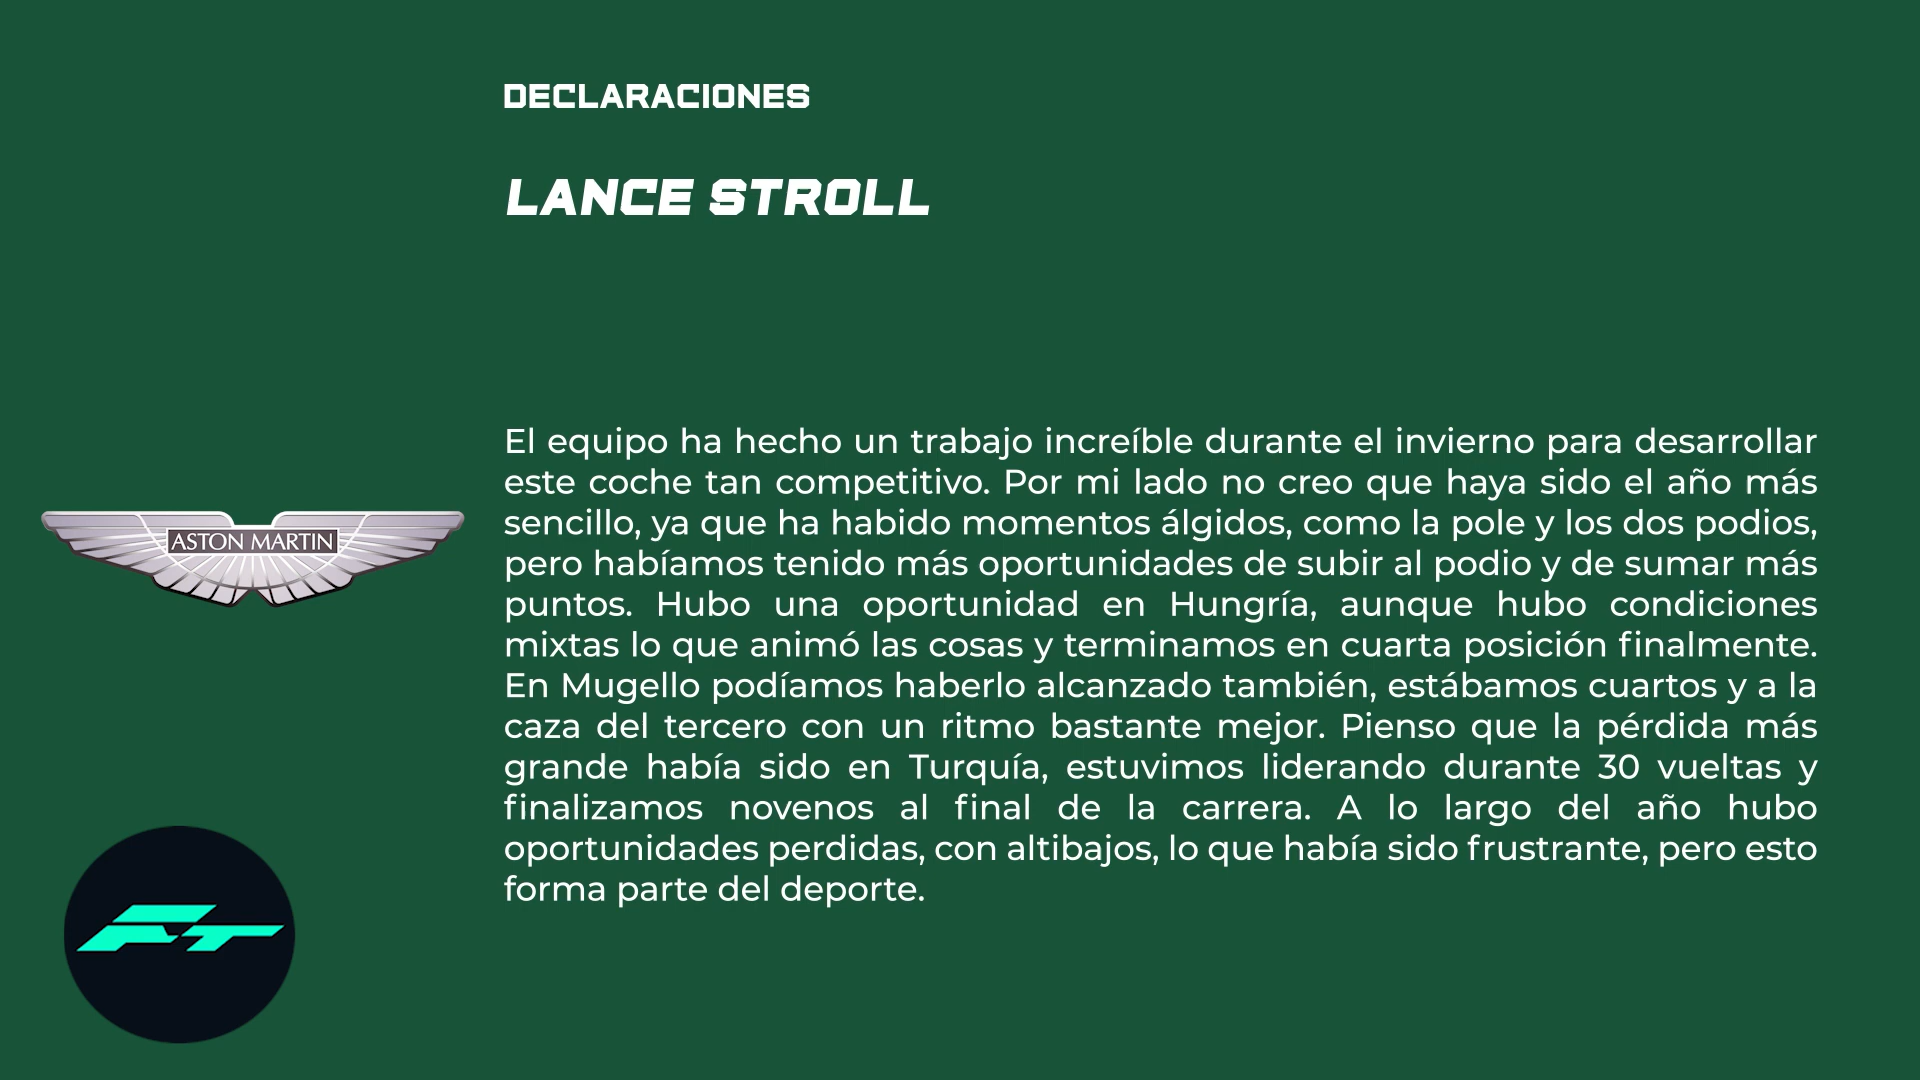 DECLARACIONES
LANCE STROLL
El equipo ha hecho un trabajo increíble durante el invierno para desarrollar
este coche tan competitivo. Por mi lado no creo que haya sido el año más
sencillo, ya que ha habido momentos álgidos, como la pole y los dos podios,
pero habíamos tenido más oportunidades de subir al podio y de sumar más
puntos. Hubo una oportunidad en Hungría, aunque hubo condiciones
mixtas lo que animó las cosas y terminamos en cuarta posición finalmente.
En Mugello podíamos haberlo alcanzado también, estábamos cuartos y a la
caza del tercero con un ritmo bastante mejor. Pienso que la pérdida más
grande había sido en Turquía, estuvimos liderando durante 30 vueltas y
finalizamos novenos al final de la carrera. A lo largo del año hubo
oportunidades perdidas, con altibajos, lo que había sido frustrante, pero esto
forma parte del deporte.
ASTON MARTIN
FT